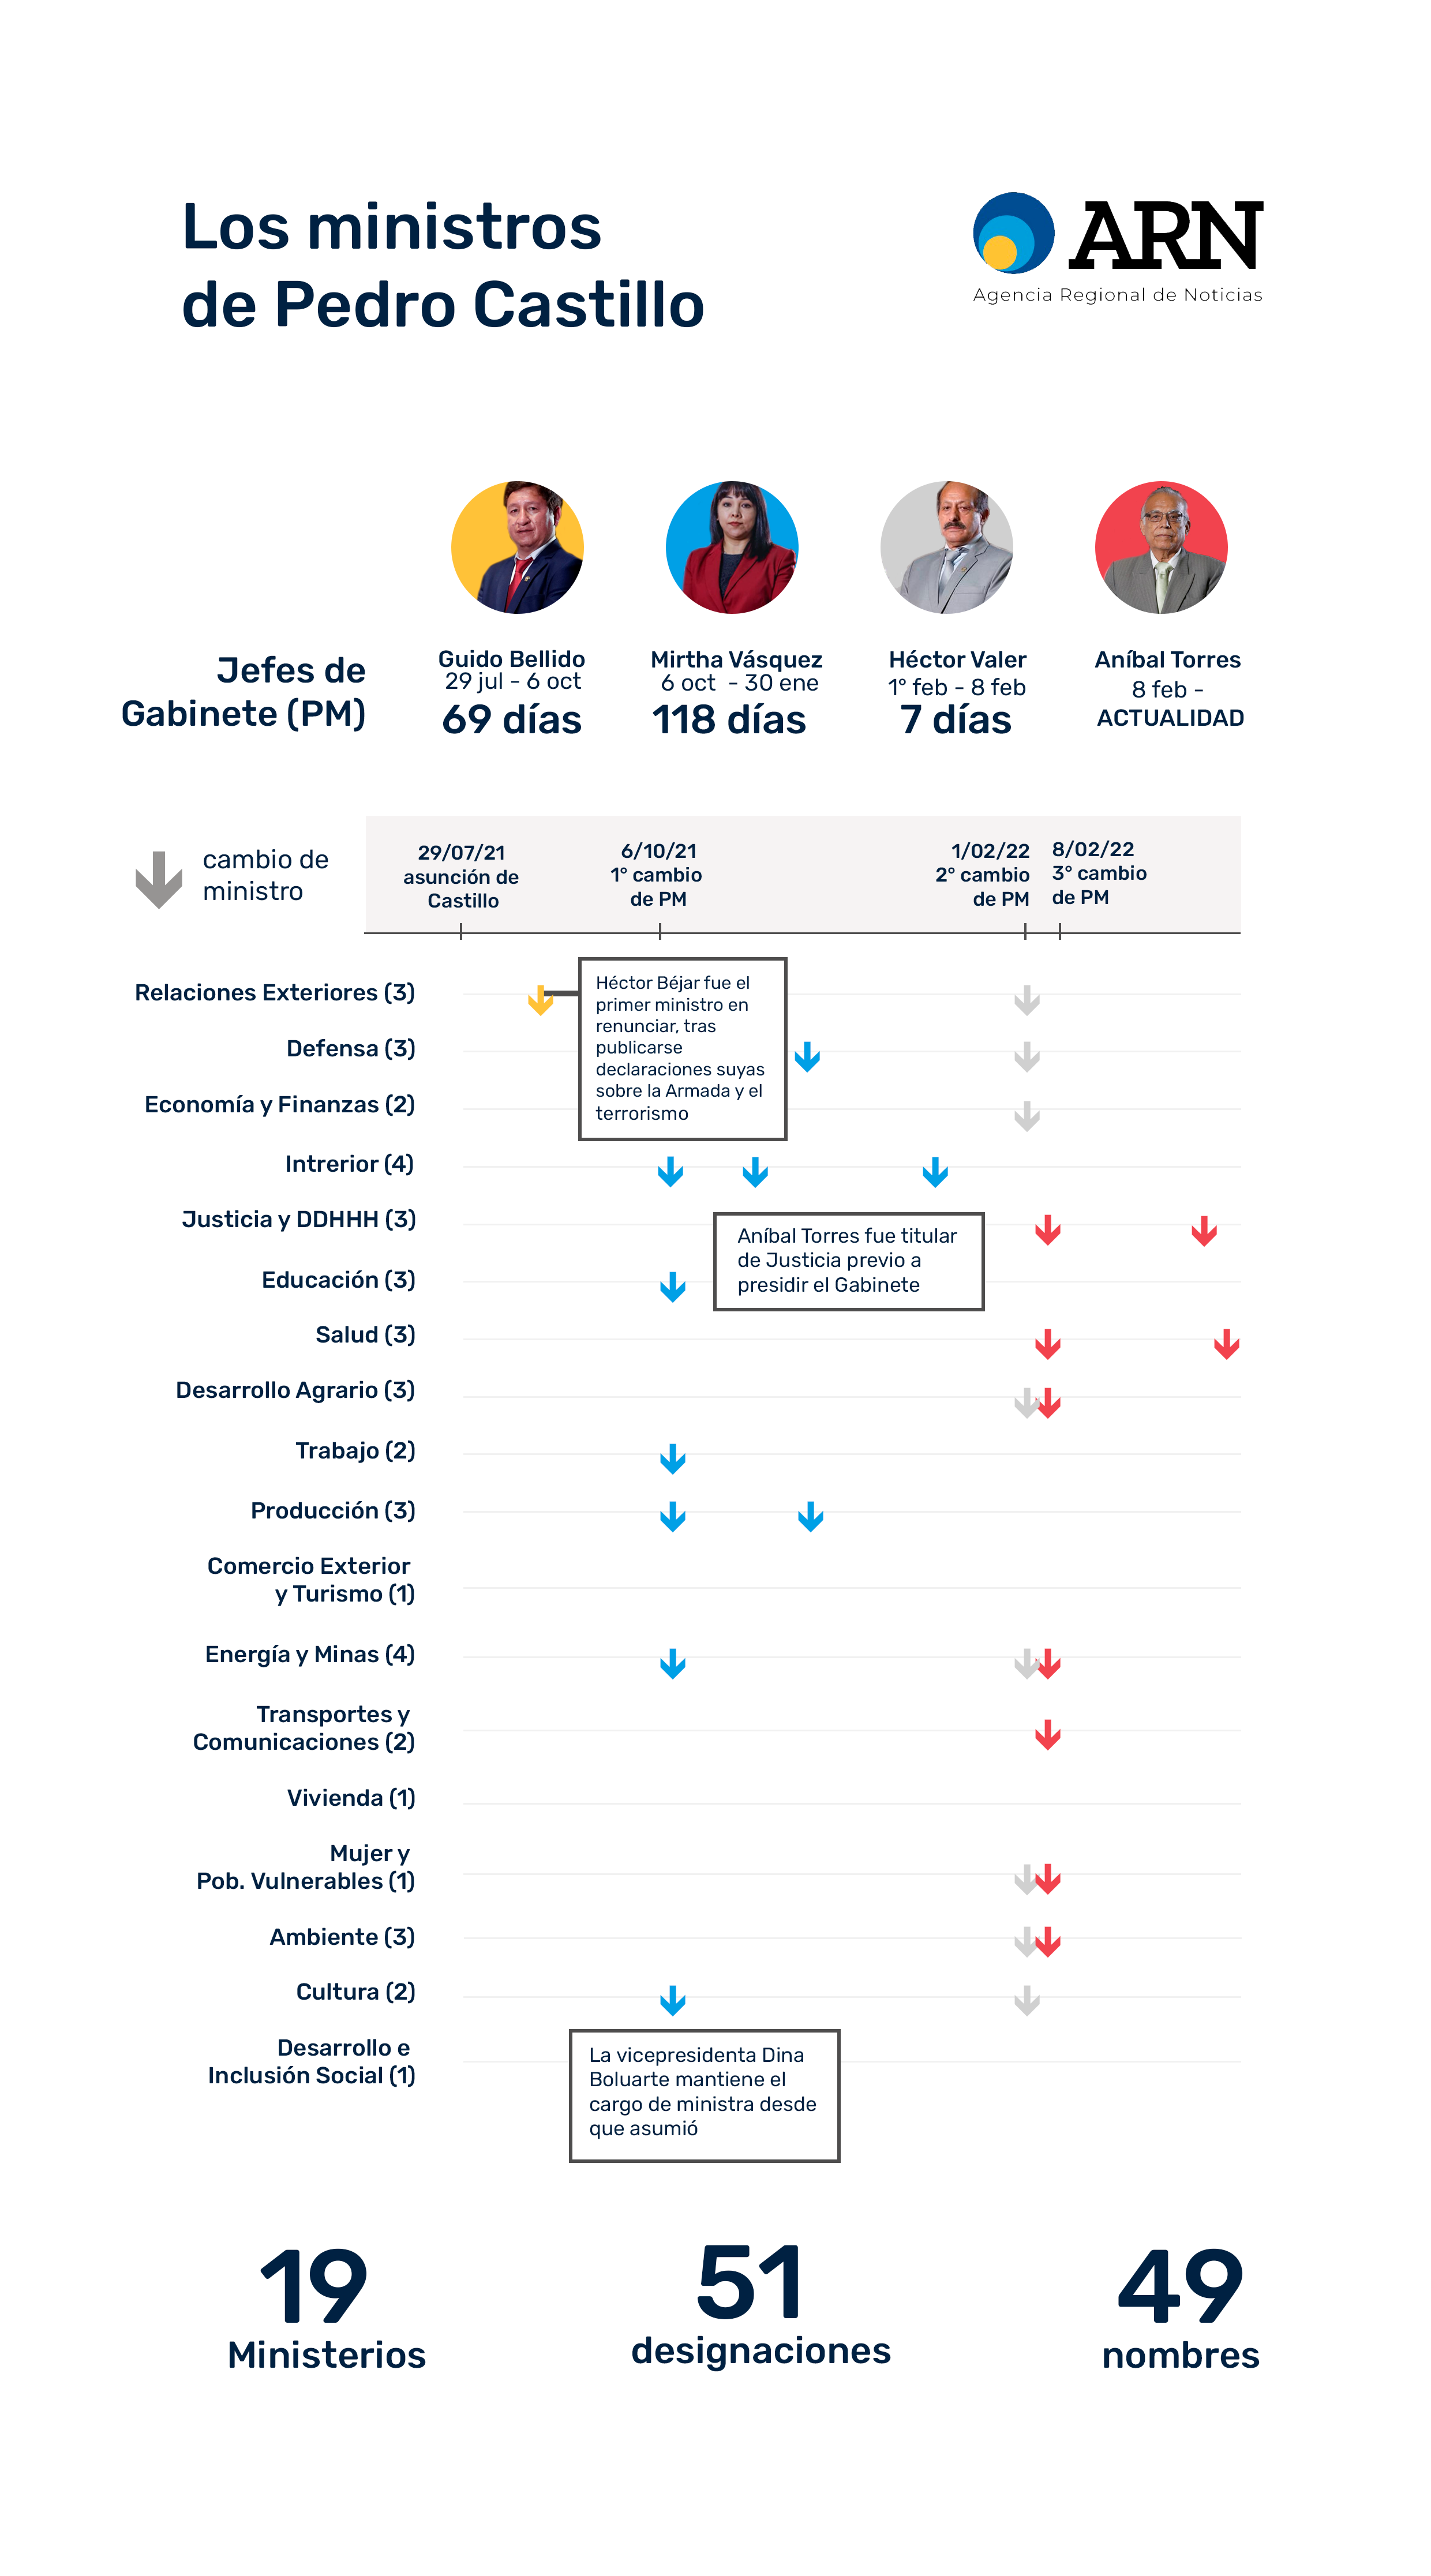 Los ministros
de Pedro Castillo
ARN
Agencia Regional de Noticias
Jefes de
Gabinete (PM)
Guido Bellido
29 jul - 6 oct
69 días
Mirtha Vásquez
6 oct - 30 ene
118 días
Héctor Valer
1° feb - 8 feb
7 días
Aníbal Torres
8 feb -
ACTUALIDAD
cambio de
ministro
29/07/21
asunción de
Castillo
6/10/21
1° cambio
de PM
1/02/22
2° cambio
de PM
8/02/22
3° cambio
de PM
Relaciones Exteriores (3)
Héctor Béjar fue el
primer ministro en
renunciar, tras
publicarse
declaraciones suyas
sobre la Armada y el
terrorismo
Defensa (3)
Economía y Finanzas (2)
Intrerior (4)
Justicia y DDHHH (3)
Aníbal Torres fue titular
de Justicia previo a
presidir el Gabinete
Educación (3)
Salud (3)
Desarrollo Agrario (3)
Trabajo (2)
Producción (3)
Comercio Exterior
y Turismo (1)
Energía y Minas (4)
Transportes y
Comunicaciones (2)
Vivienda (1)
Mujer y
Pob. Vulnerables (1)
Ambiente (3)
Cultura (2)
Desarrollo e
Inclusión Social (1)
La vicepresidenta Dina
Boluarte mantiene el
cargo de ministra desde
que asumió
19
Ministerios
51
designaciones
49
nombres